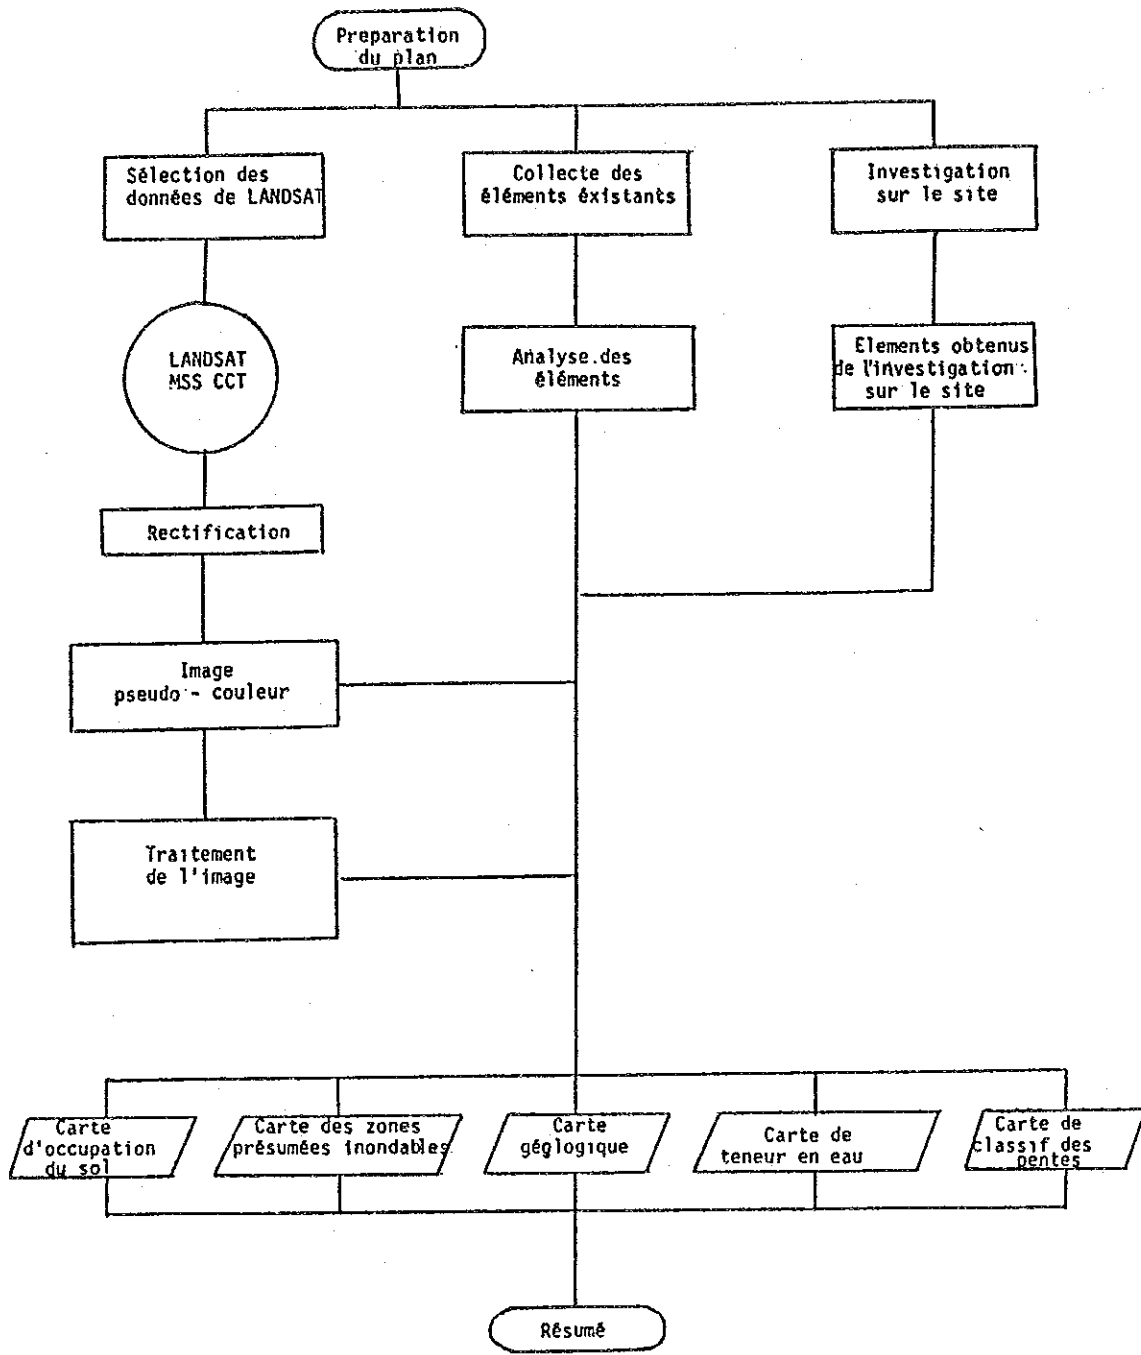 Preparation
du plan
Sélection des
données de LANDSAT
Collecte des
éléments éxistants
Investigation
sur le site
LANDSAT
MSS CCT
Analyse.des
éléments
Elements obtenus
de l'investigation
sur le site
Rectification
Image
pseudo - couleur
Traitement
de l'image
Carte
d'occupation
du sol
Carte des zones
présumées inondables
Carte
géologique
Carte de
teneur en eau
Carte de
classif des
pentes
Résumé